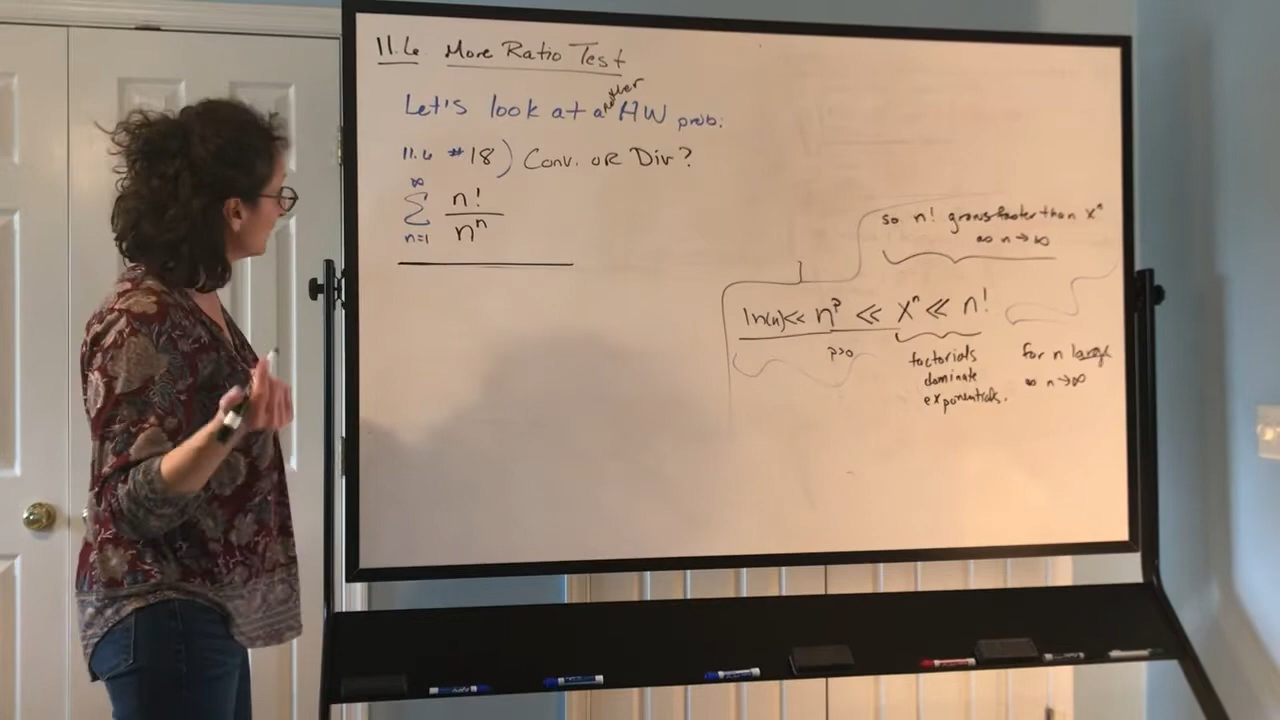 11.6 More Ratio Test
Let's look at another HW prob.
11.6 #18) Conv. OR Div?
∞
∑ n!/nⁿ
n=1
so n! grows faster than xⁿ
as n→∞
ln(n) << nᵖ << xⁿ << n!
p>0
factorials
dominate
exponentials.
for n large
as n→∞